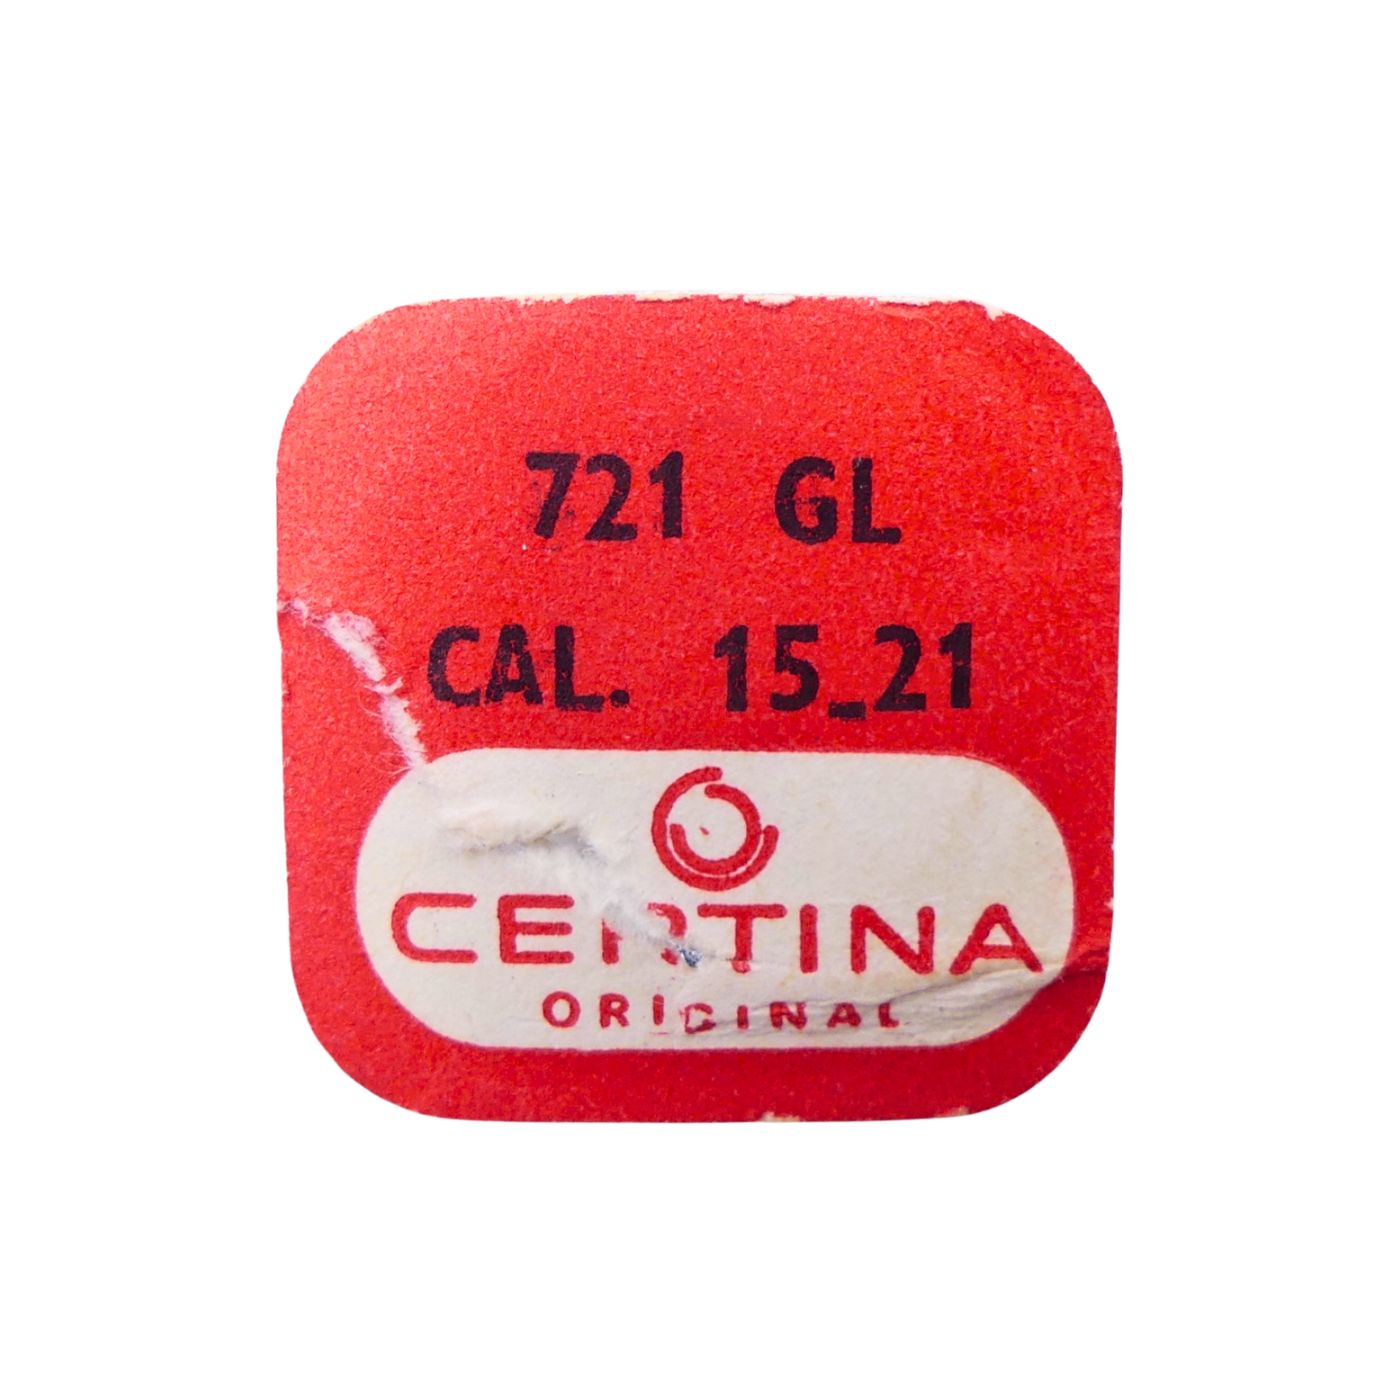 721 GL
CAL. 15_21
CERTINA
ORIGINAL